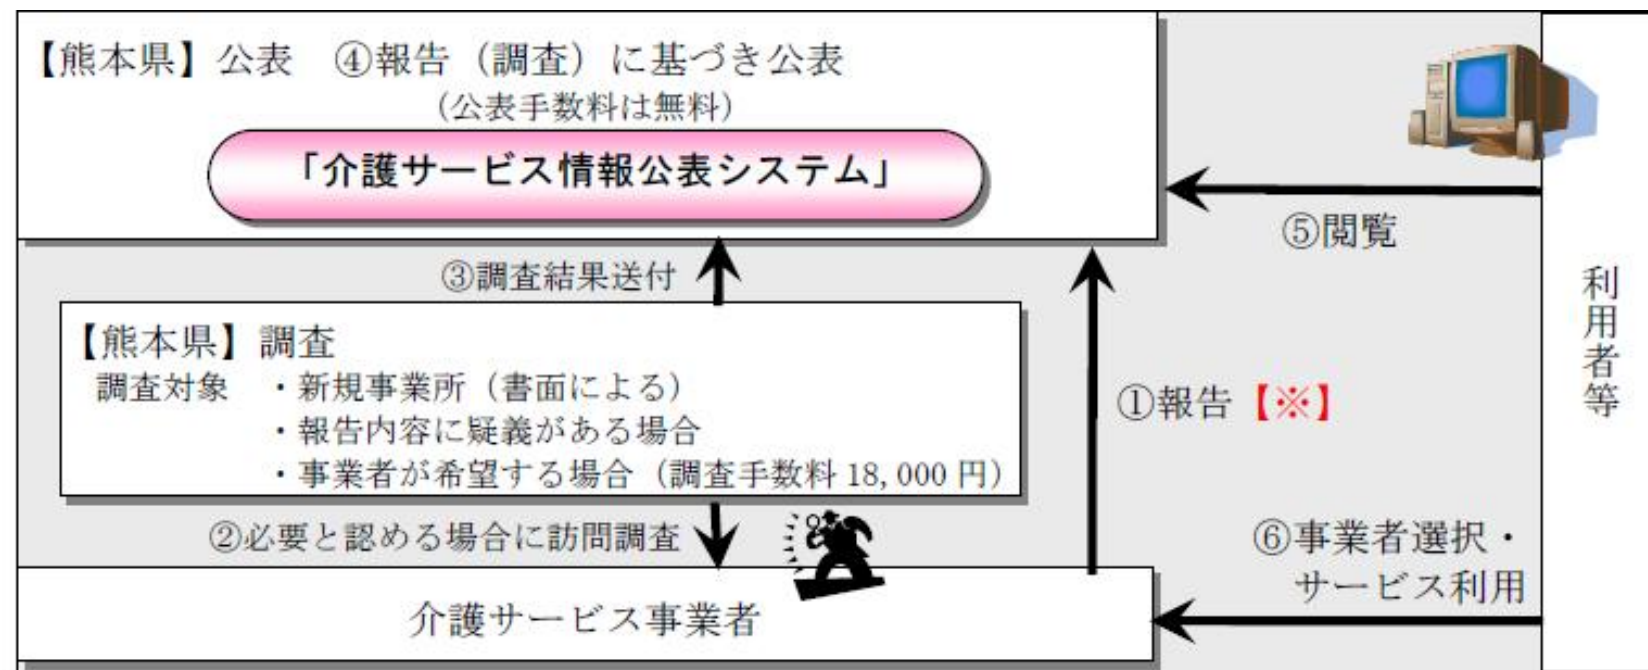 【熊本県】公表 ④報告（調査）に基づき公表
（公表手数料は無料）
「介護サービス情報公表システム」
⑤閲覧
③調査結果送付
【熊本県】調査
調査対象 ・新規事業所（書面による）
・報告内容に疑義がある場合
・事業者が希望する場合（調査手数料 18,000 円）
①報告【※】
②必要と認める場合に訪問調査
⑥事業者選択・
サービス利用
介護サービス事業者
利用者等